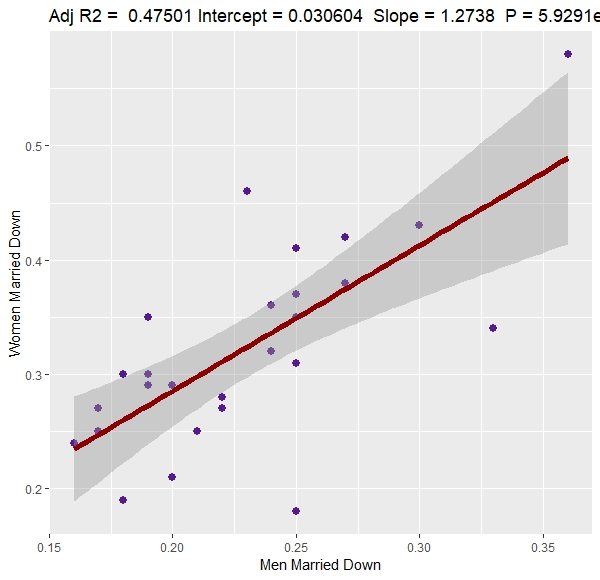 Adj R2 = 0.47501 Intercept = 0.030604 Slope = 1.2738 P = 5.9291e
Women Married Down
0.5
0.4
0.3
0.2
0.15 0.20 0.25 0.30 0.35
Men Married Down